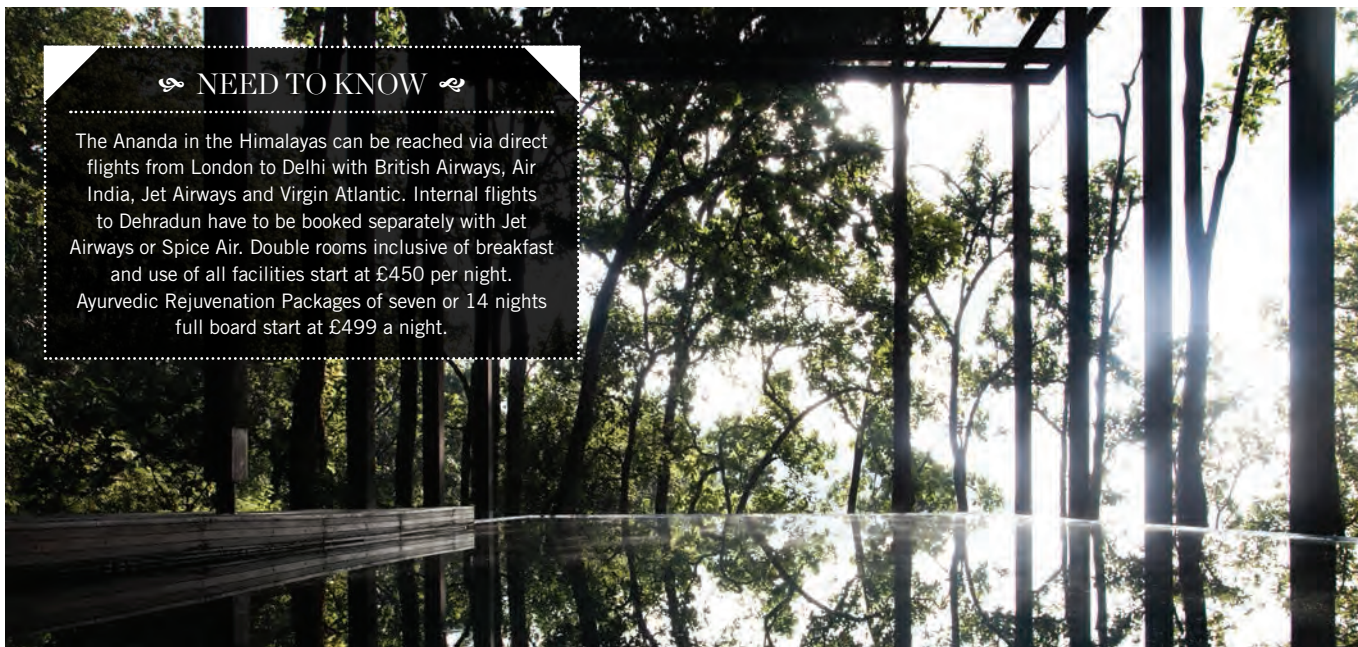 NEED TO KNOW
The Ananda in the Himalayas can be reached via direct
flights from London to Delhi with British Airways, Air
India, Jet Airways and Virgin Atlantic. Internal flights
to Dehradun have to be booked separately with Jet
Airways or Spice Air. Double rooms inclusive of breakfast
and use of all facilities start at £450 per night.
Ayurvedic Rejuvenation Packages of seven or 14 nights
full board start at £499 a night.